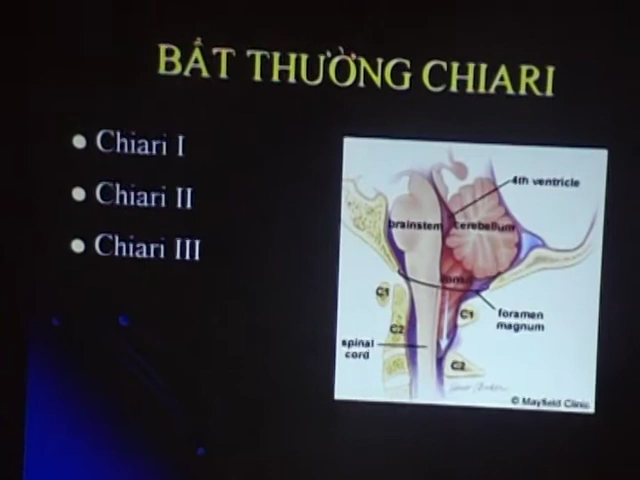 BẤT THƯỜNG CHIARI
Chiari I
Chiari II
Chiari III
4th ventricle
brainstem
cerebellum
tonsil
C1
C1
foramen
magnum
C2
spinal
cord
C2
© Mayfield Clinic